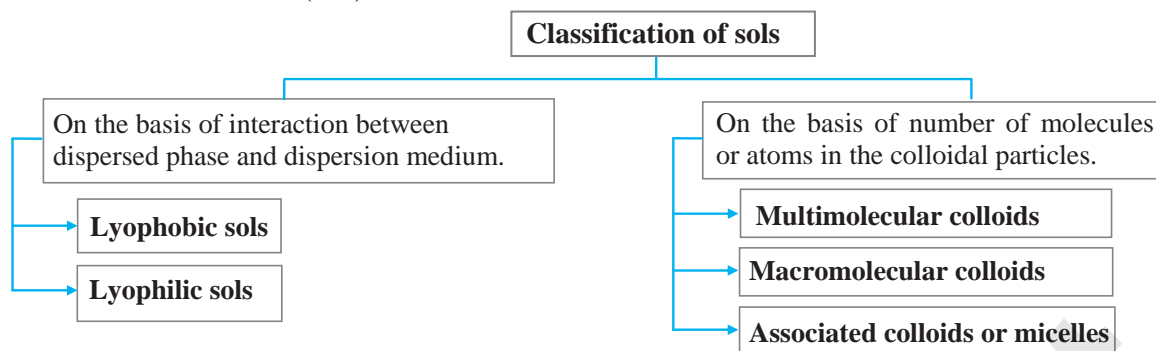 Classification of sols
On the basis of interaction between
dispersed phase and dispersion medium.
Lyophobic sols
Lyophilic sols
On the basis of number of molecules
or atoms in the colloidal particles.
Multimolecular colloids
Macromolecular colloids
Associated colloids or micelles